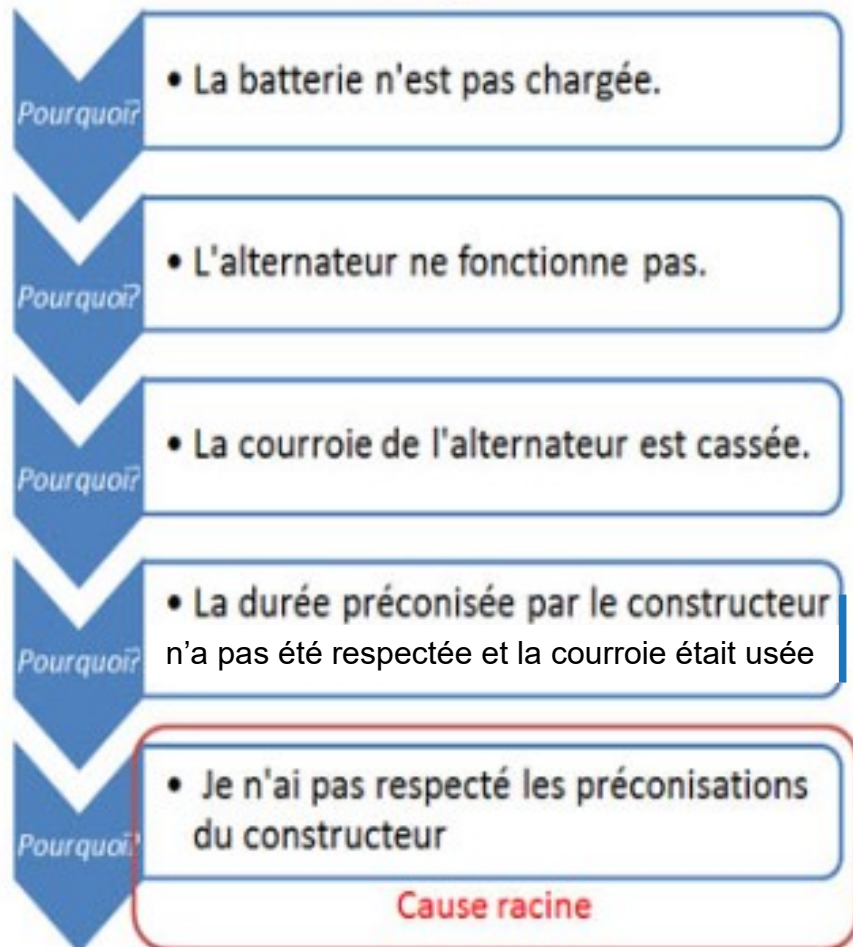 Pourquoi?
• La batterie n'est pas chargée.
Pourquoi?
• L'alternateur ne fonctionne pas.
Pourquoi?
• La courroie de l'alternateur est cassée.
Pourquoi?
• La durée préconisée par le constructeur
n’a pas été respectée et la courroie était usée
Pourquoi?
• Je n'ai pas respecté les préconisations
du constructeur
Cause racine